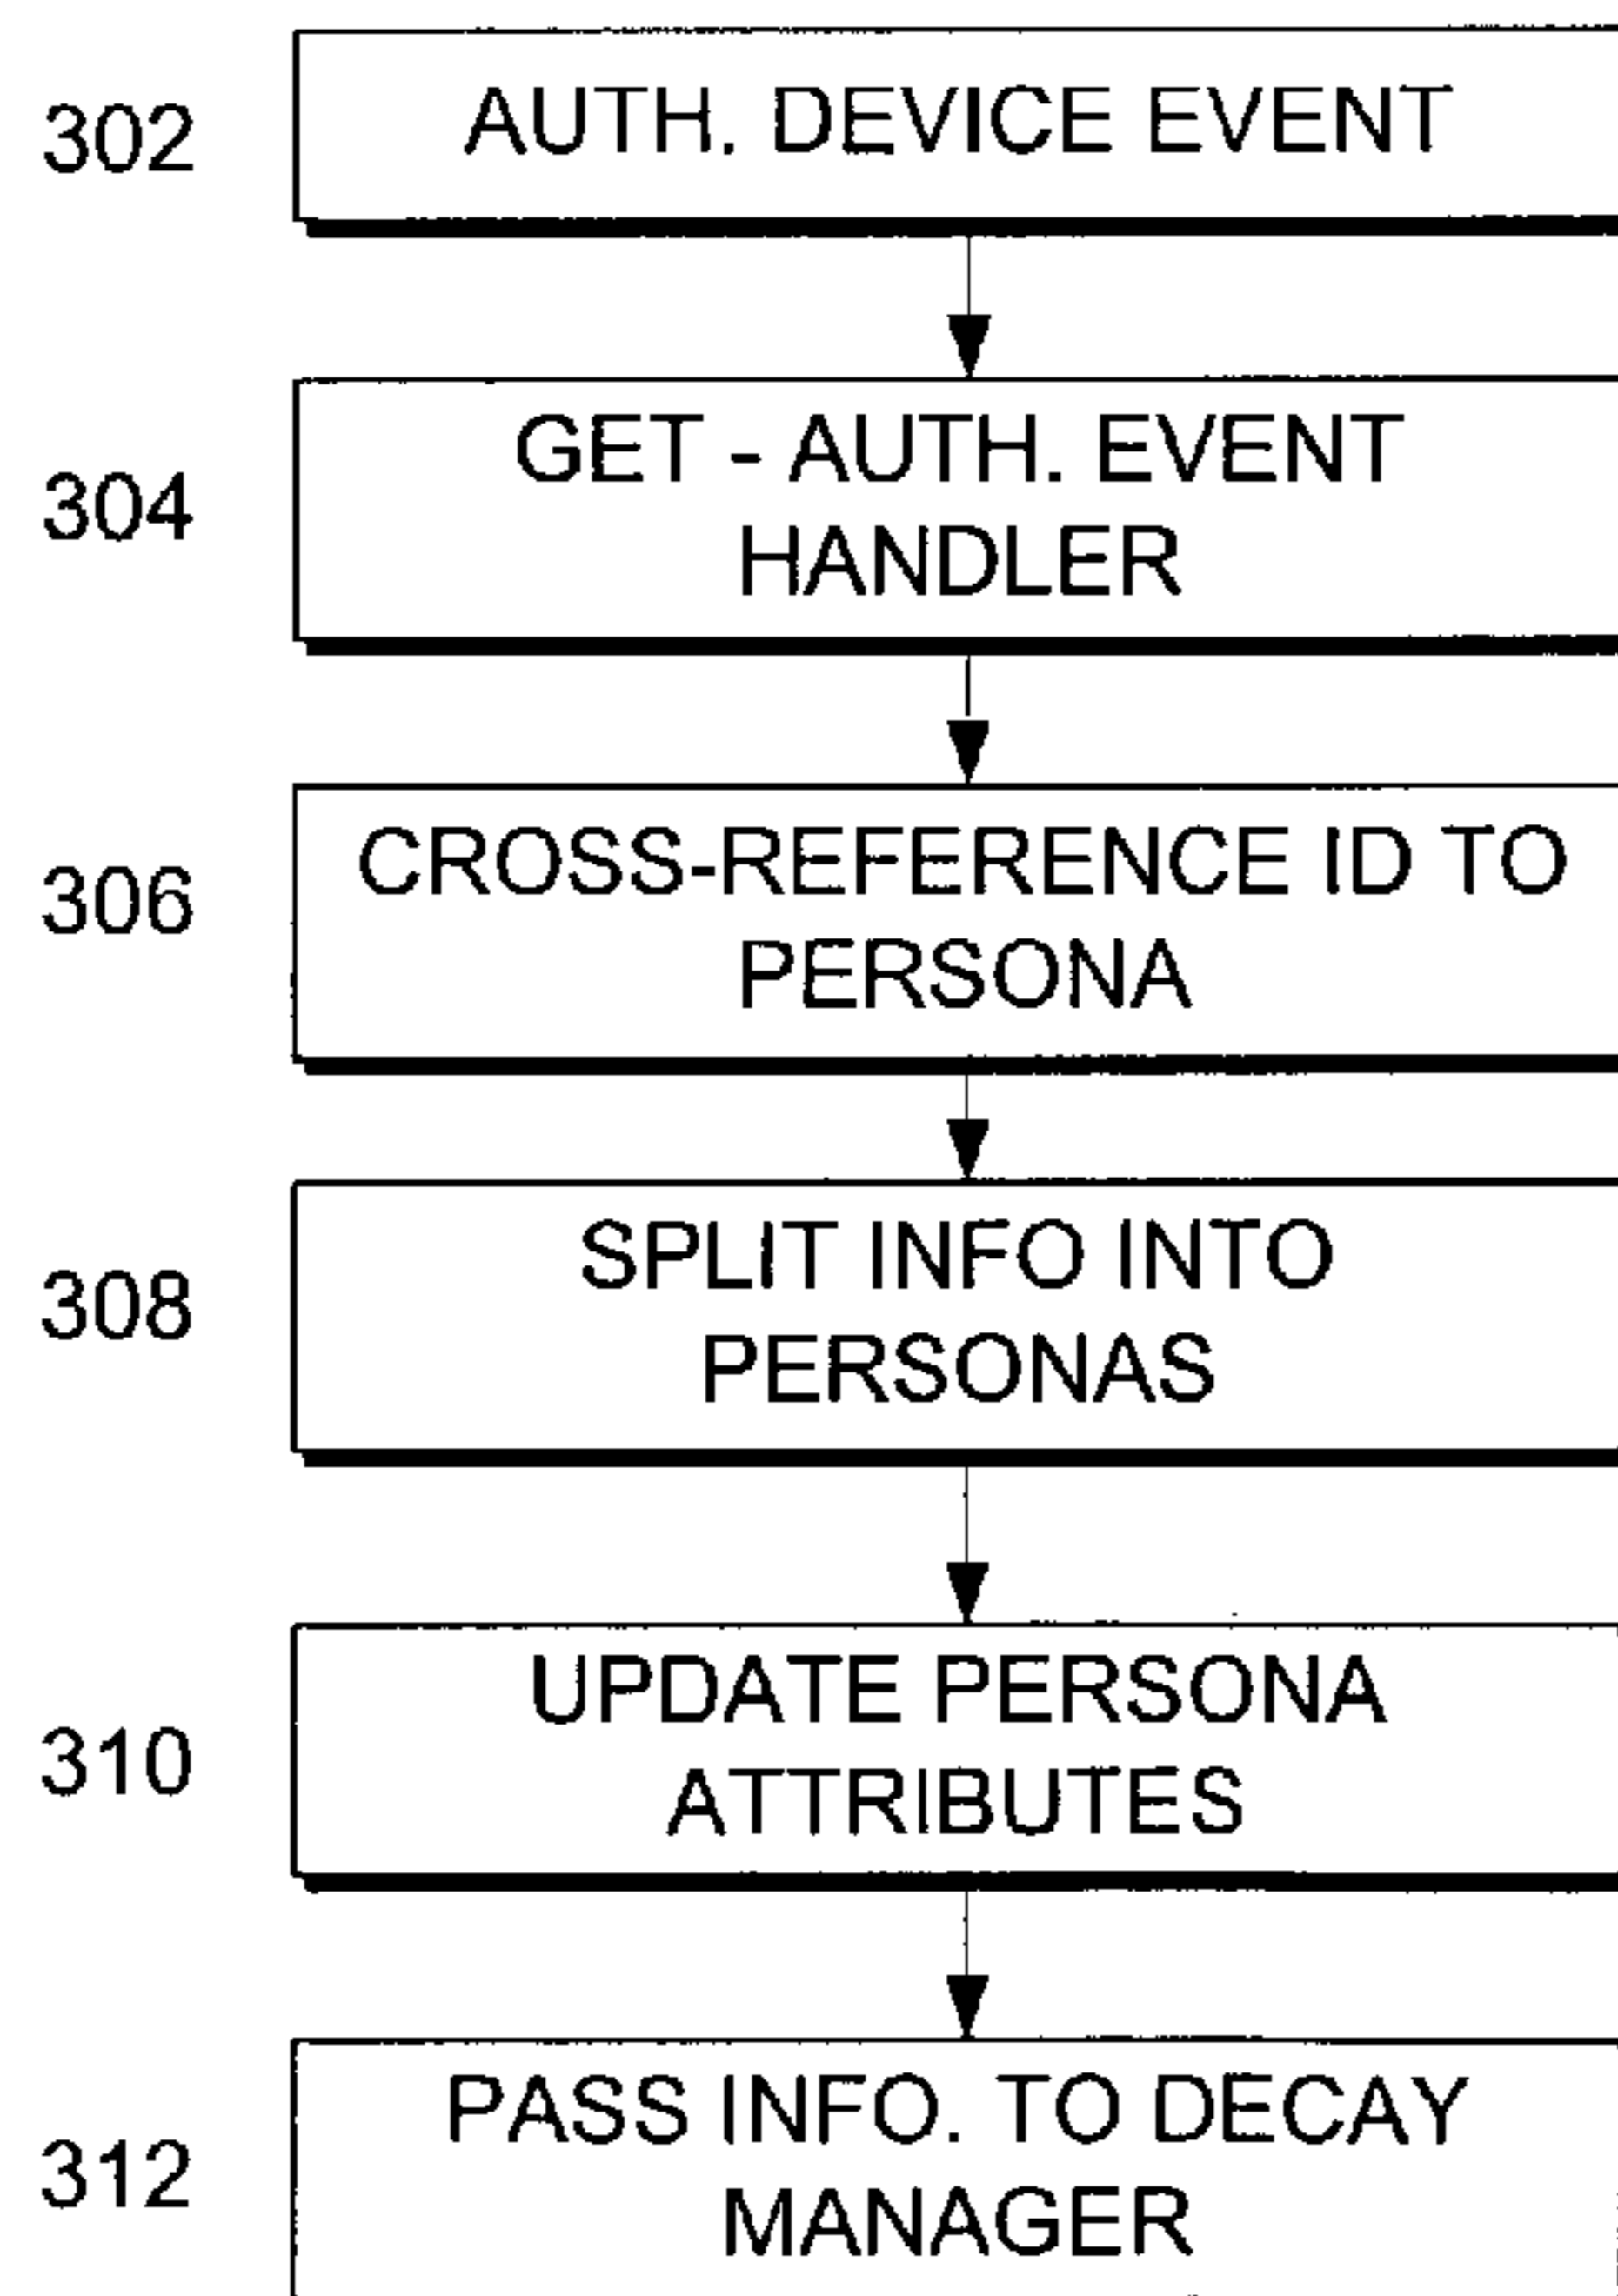 302
AUTH. DEVICE EVENT
304
GET - AUTH. EVENT
HANDLER
306
CROSS-REFERENCE ID TO
PERSONA
308
SPLIT INFO INTO
PERSONAS
310
UPDATE PERSONA
ATTRIBUTES
312
PASS INFO. TO DECAY
MANAGER